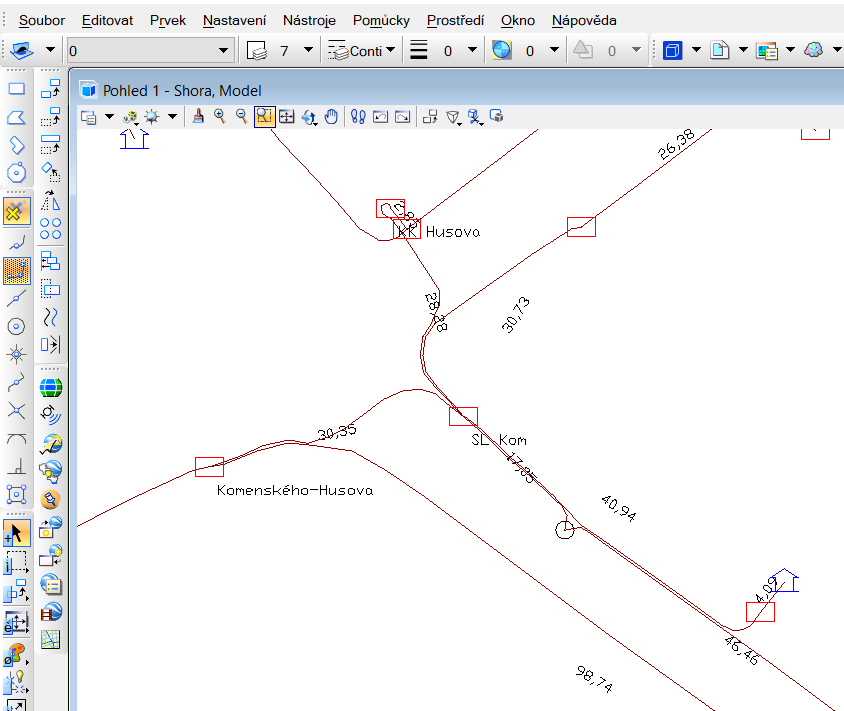 Soubor Editovat Prvek Nastavení Nástroje Pomůcky Prostředí Okno Nápověda
0 7 Conti 0 0 0
Pohled 1 - Shora, Model
26,38
KK Husova
28,28
30,73
30,35
SL Kom
17,85
Komenského-Husova
40,94
4,09
46,46
98,74